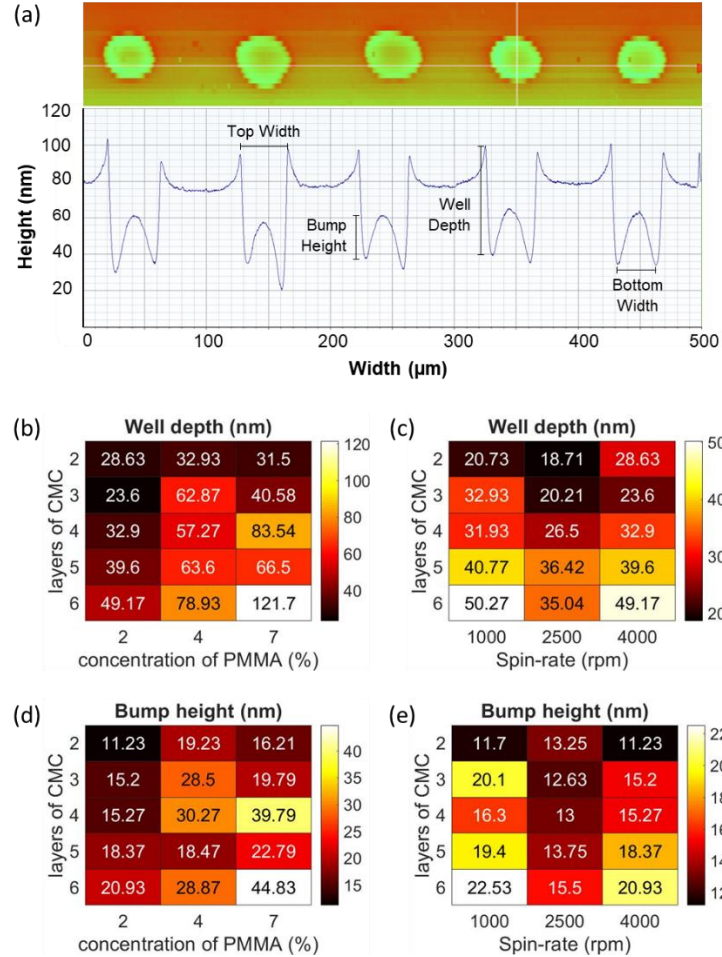 (a)
120
100
80
60
40
20
Height (nm)
Top Width
Bump
Height
Well
Depth
Bottom
Width
0 100 200 300 400 500
Width (µm)
(b)
Well depth (nm)
layers of CMC
2 28.63 32.93 31.5
3 23.6 62.87 40.58
4 32.9 57.27 83.54
5 39.6 63.6 66.5
6 49.17 78.93 121.7
2 4 7
concentration of PMMA (%)
120
100
80
60
40
(c)
Well depth (nm)
layers of CMC
2 20.73 18.71 28.63
3 32.93 20.21 23.6
4 31.93 26.5 32.9
5 40.77 36.42 39.6
6 50.27 35.04 49.17
1000 2500 4000
Spin-rate (rpm)
50
40
30
20
(d)
Bump height (nm)
layers of CMC
2 11.23 19.23 16.21
3 15.2 28.5 19.79
4 15.27 30.27 39.79
5 18.37 18.47 22.79
6 20.93 28.87 44.83
2 4 7
concentration of PMMA (%)
40
35
30
25
20
15
(e)
Bump height (nm)
layers of CMC
2 11.7 13.25 11.23
3 20.1 12.63 15.2
4 16.3 13 15.27
5 19.4 13.75 18.37
6 22.53 15.5 20.93
1000 2500 4000
Spin-rate (rpm)
22
20
18
16
14
12